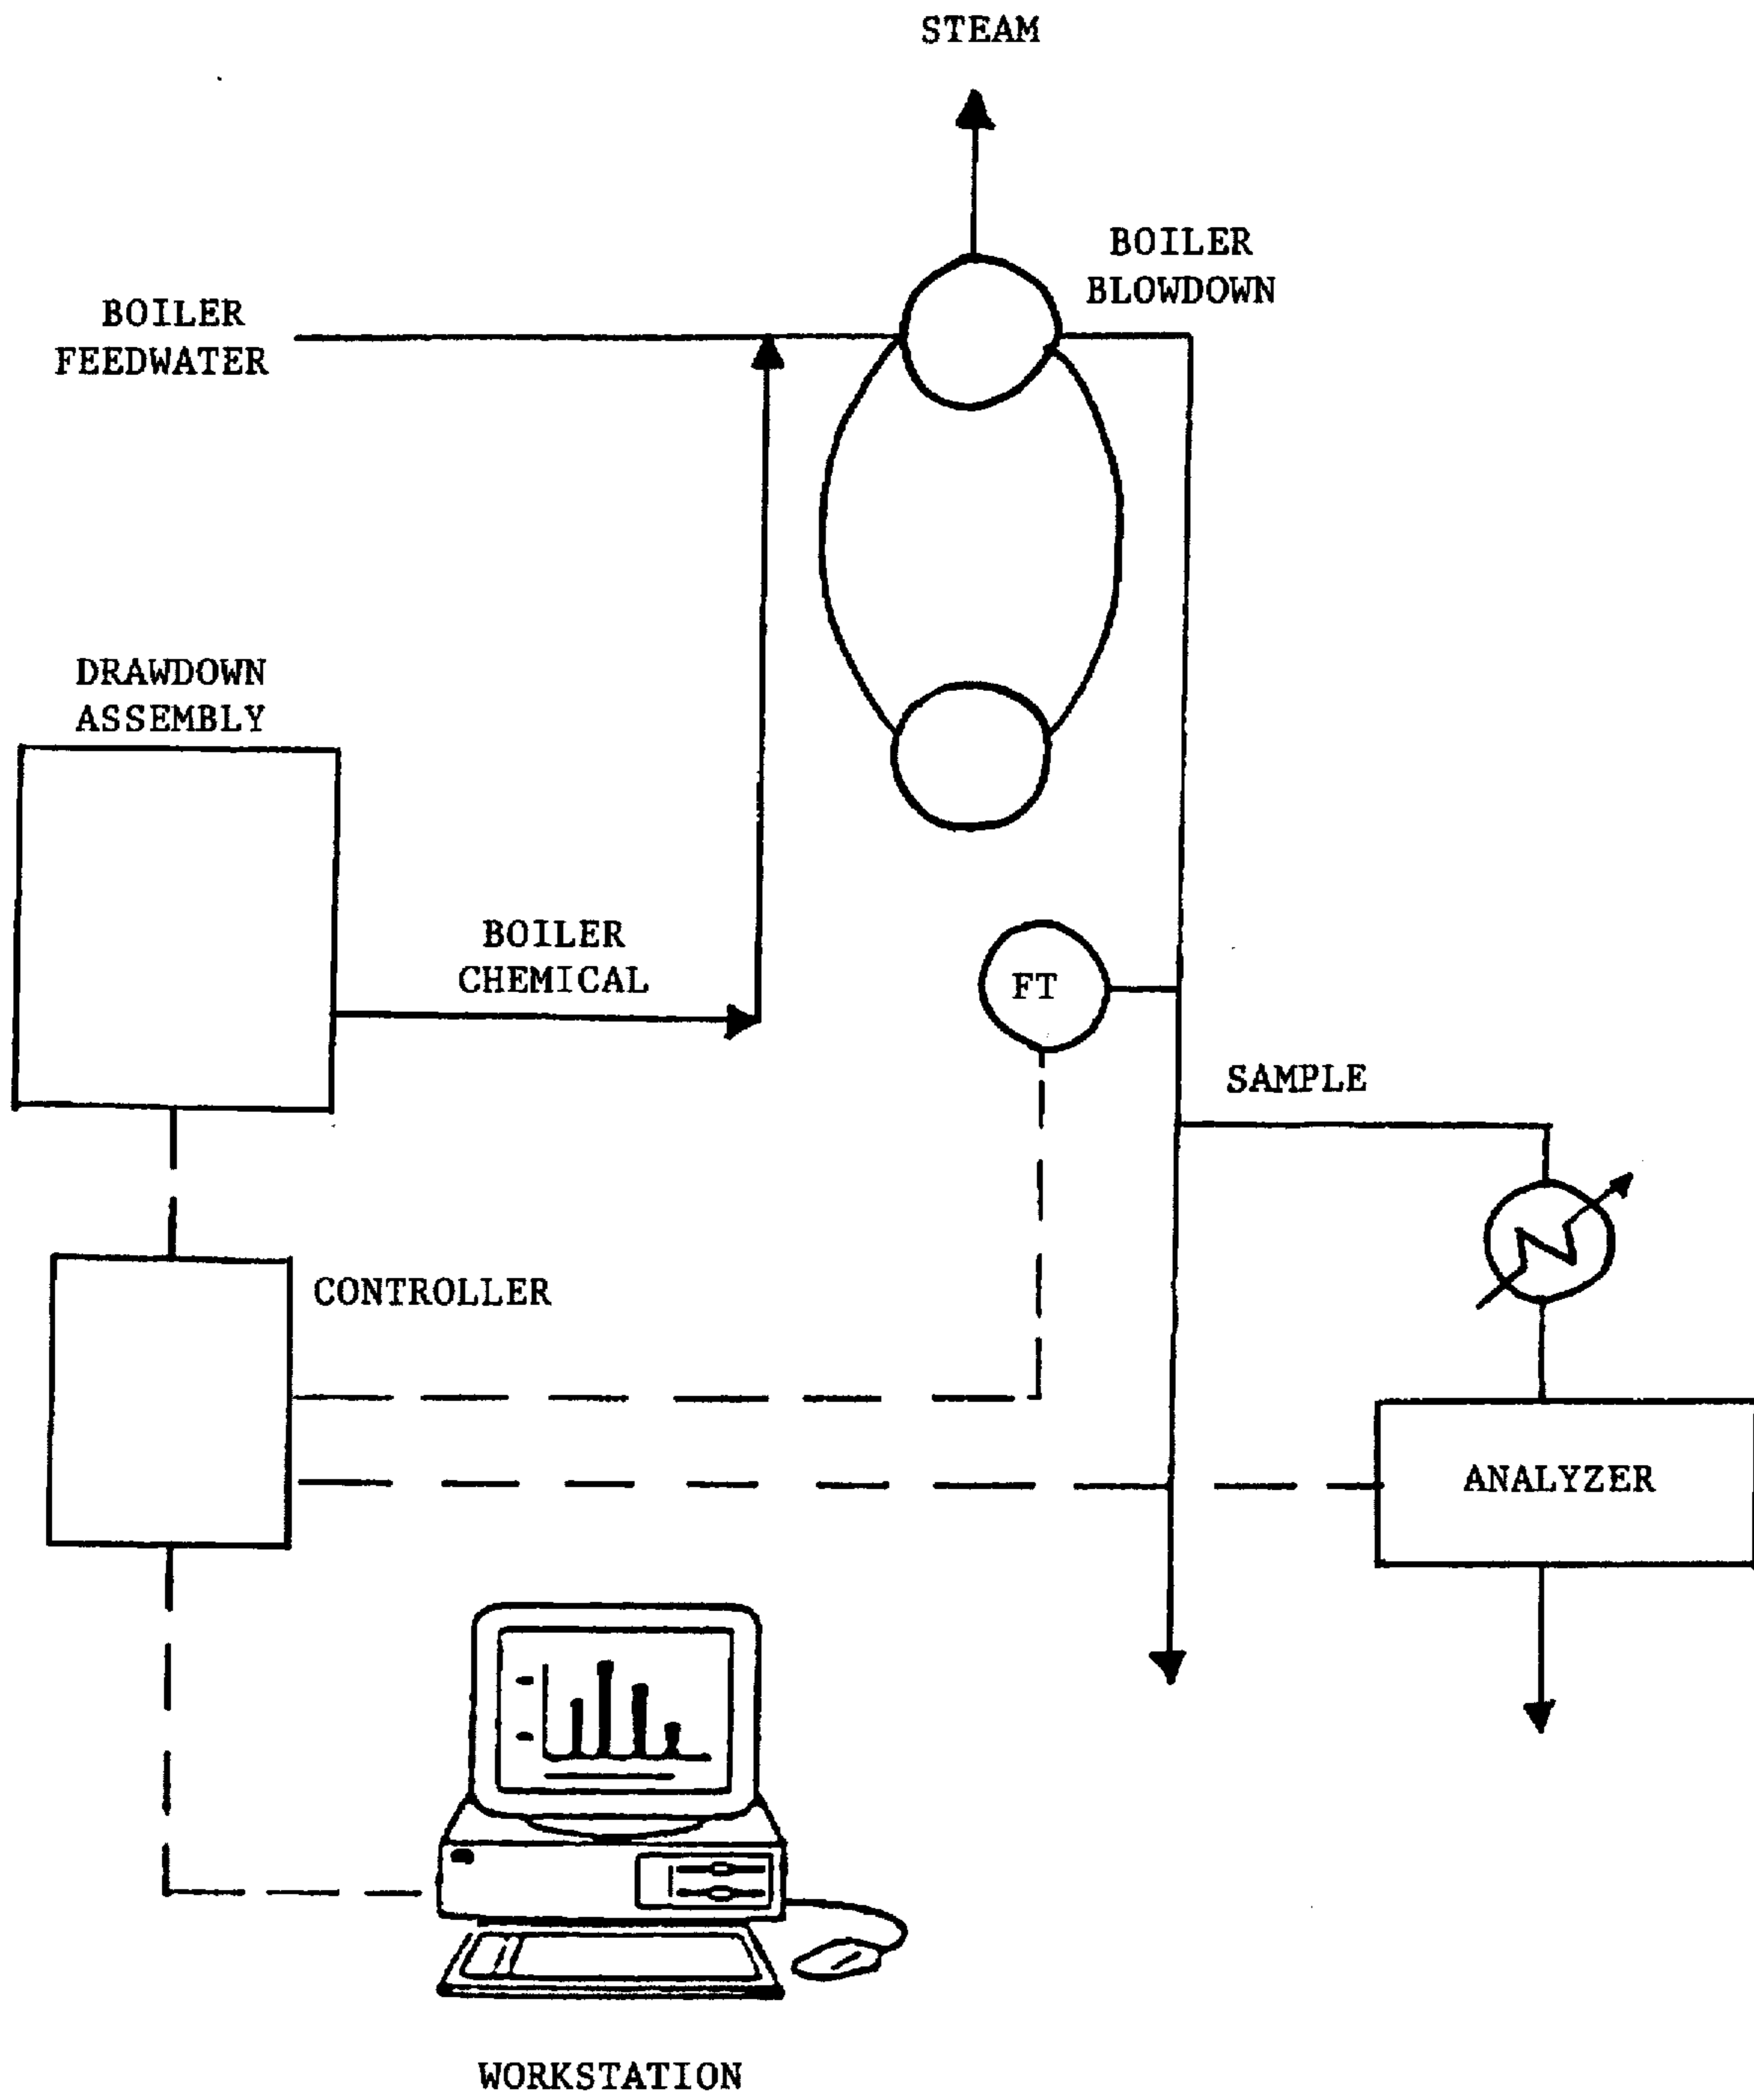 STEAM
BOILER
BLOWDOWN
BOILER
FEEDWATER
DRAWDOWN
ASSEMBLY
BOILER
CHEMICAL
FT
SAMPLE
CONTROLLER
ANALYZER
WORKSTATION